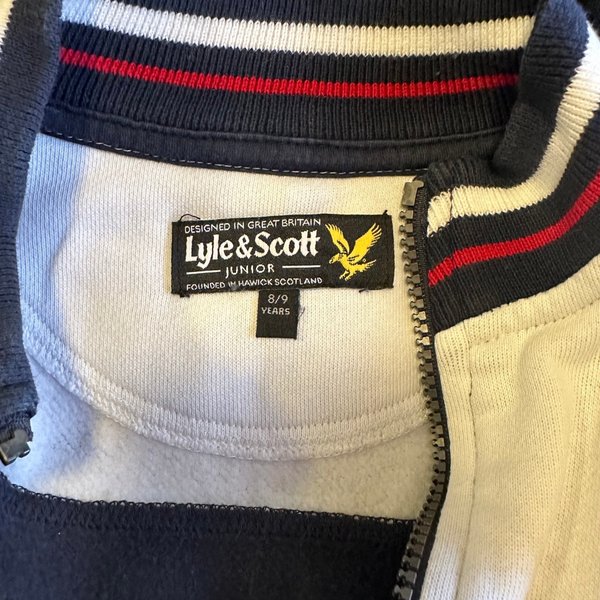 DESIGNED IN GREAT BRITAIN
Lyle&Scott
JUNIOR
FOUNDED IN HAWICK SCOTLAND
8/9
YEARS